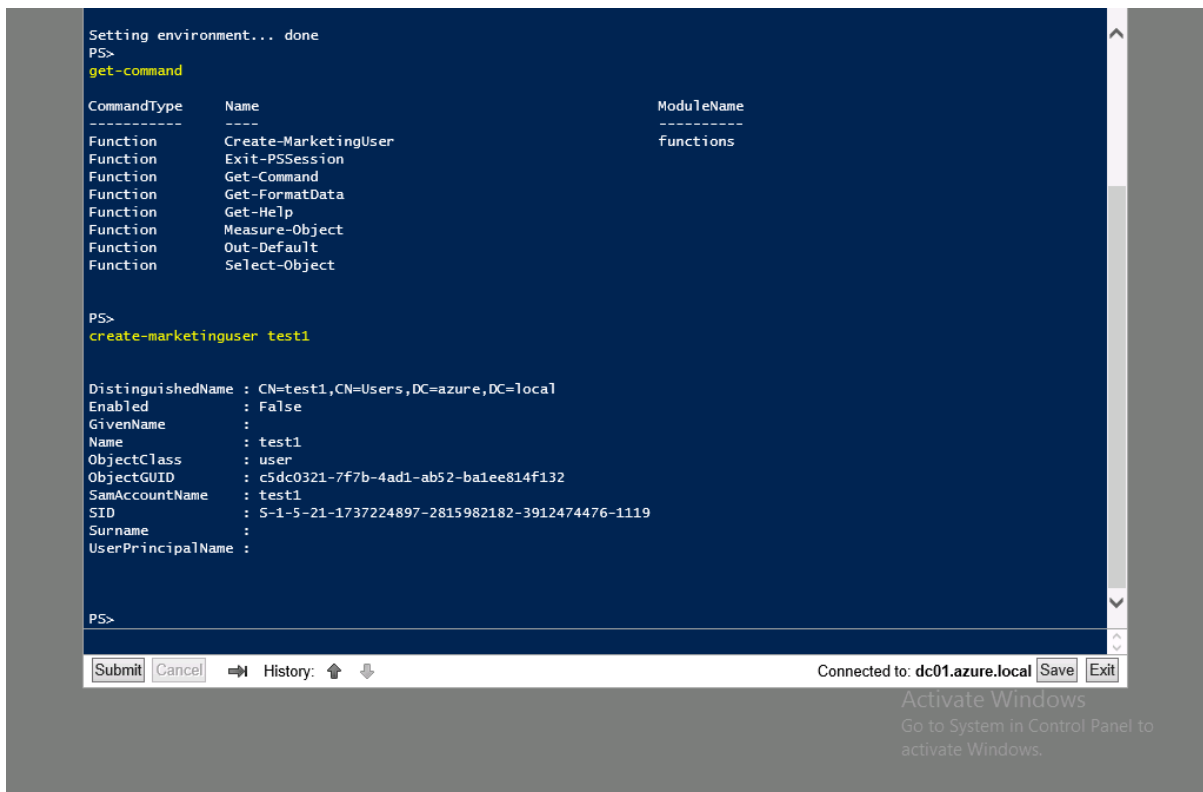 Setting environment... done
PS>
get-command
CommandType Name ModuleName
----------- ---- ----------
Function Create-MarketingUser functions
Function Exit-PSSession
Function Get-Command
Function Get-FormatData
Function Get-Help
Function Measure-Object
Function Out-Default
Function Select-Object
PS>
create-marketinguser test1
DistinguishedName : CN=test1,CN=Users,DC=azure,DC=local
Enabled : False
GivenName :
Name : test1
ObjectClass : user
ObjectGUID : c5dc0321-7f7b-4ad1-ab52-ba1ee814f132
SamAccountName : test1
SID : S-1-5-21-1737224897-2815982182-3912474476-1119
Surname :
UserPrincipalName :
PS>
Submit Cancel History: Connected to: dc01.azure.local Save Exit
Activate Windows
Go to System in Control Panel to
activate Windows.